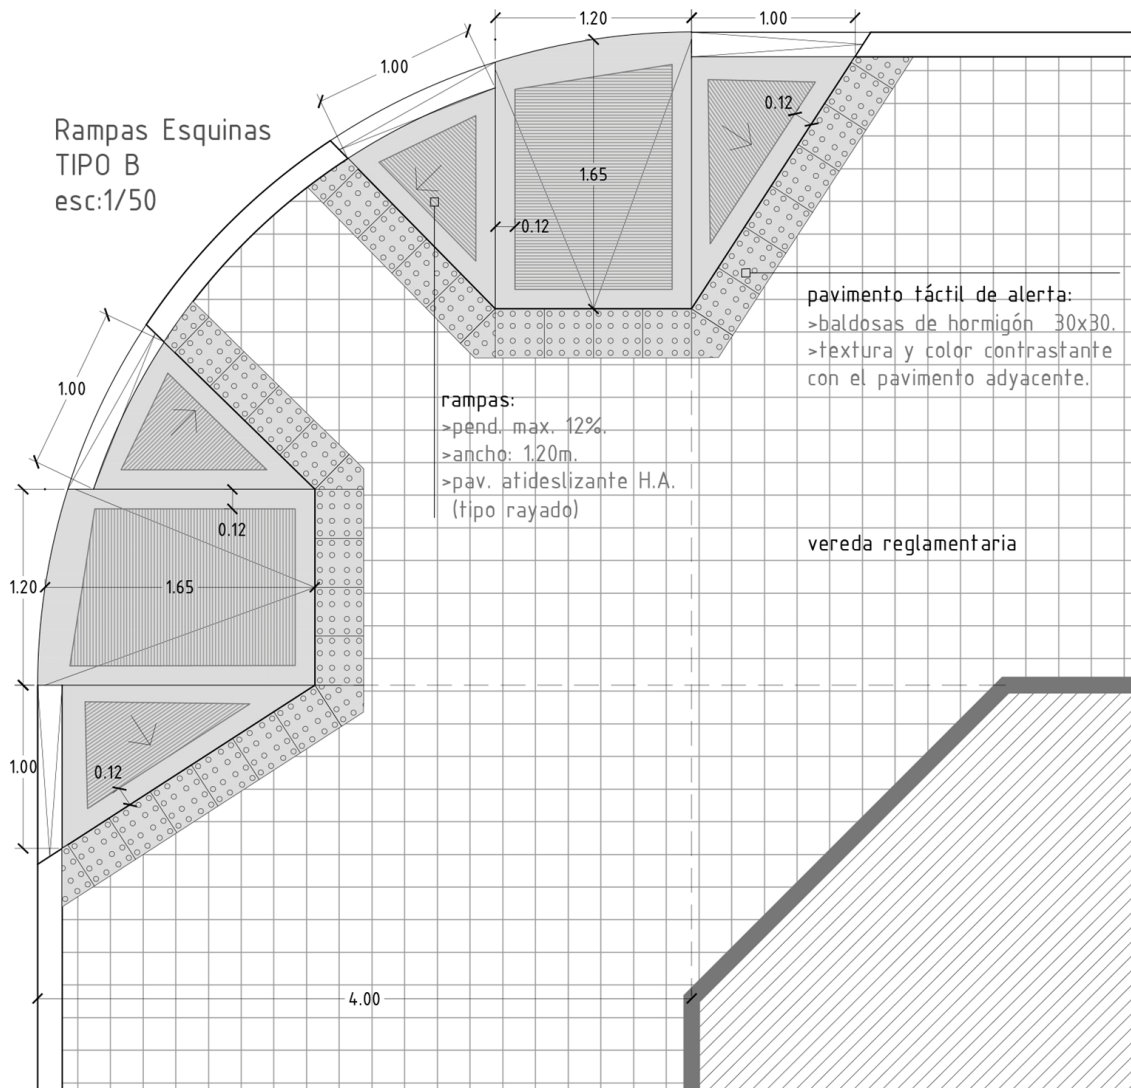 1.20
1.00
1.00
0.12
Rampas Esquinas
TIPO B
esc:1/50
1.65
0.12
pavimento táctil de alerta:
>baldosas de hormigón 30x30.
>textura y color contrastante
con el pavimento adyacente.
1.00
rampas:
>pend. max. 12%.
>ancho: 1.20m.
>pav. atideslizante H.A.
(tipo rayado)
0.12
vereda reglamentaria
1.20
1.65
1.00
0.12
4.00